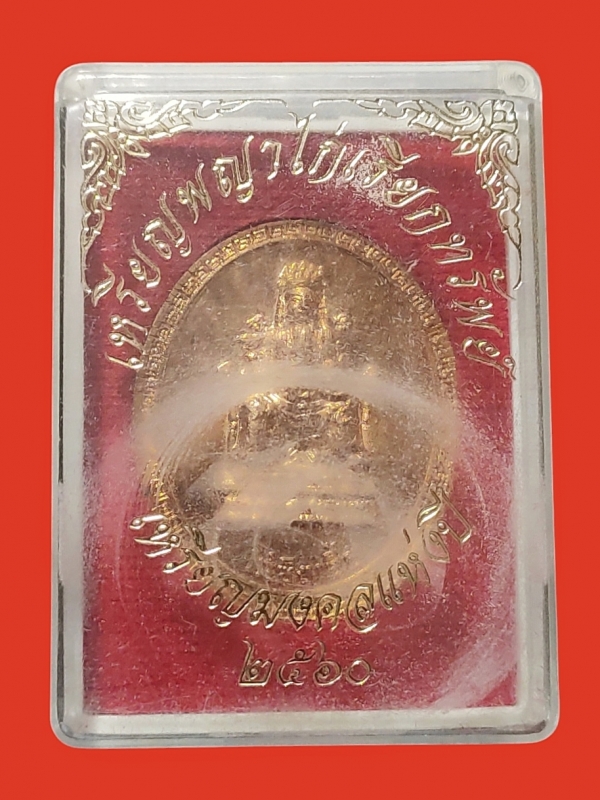 เหรียญพญาไก่เรียกทรัพย์
เหรียญมงคลแห่งปี
๒๕๖๐